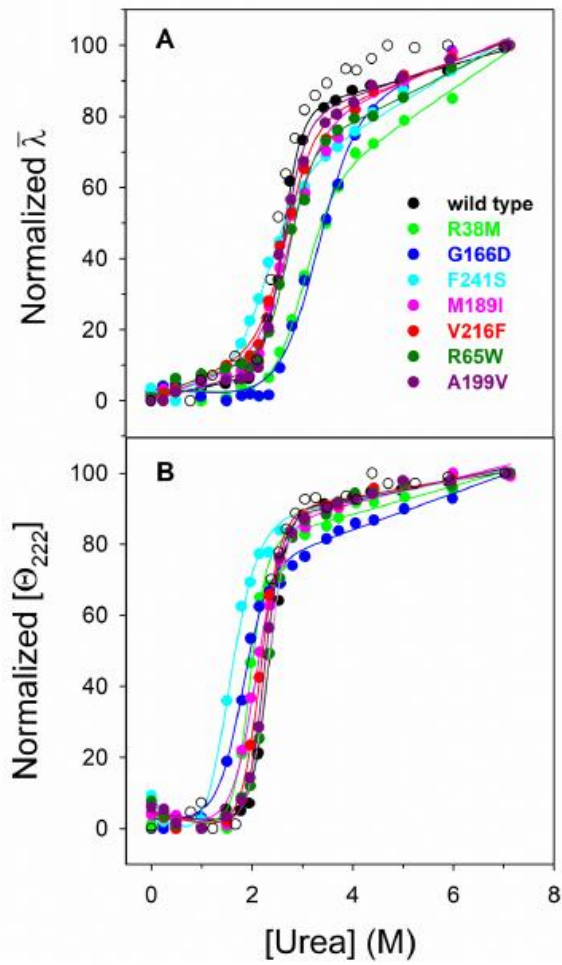 A
100
80
60
40
20
0
Normalized λ̅
wild type
R38M
G166D
F241S
M189I
V216F
R65W
A199V
B
100
80
60
40
20
0
Normalized [Θ222]
0 2 4 6 8
[Urea] (M)